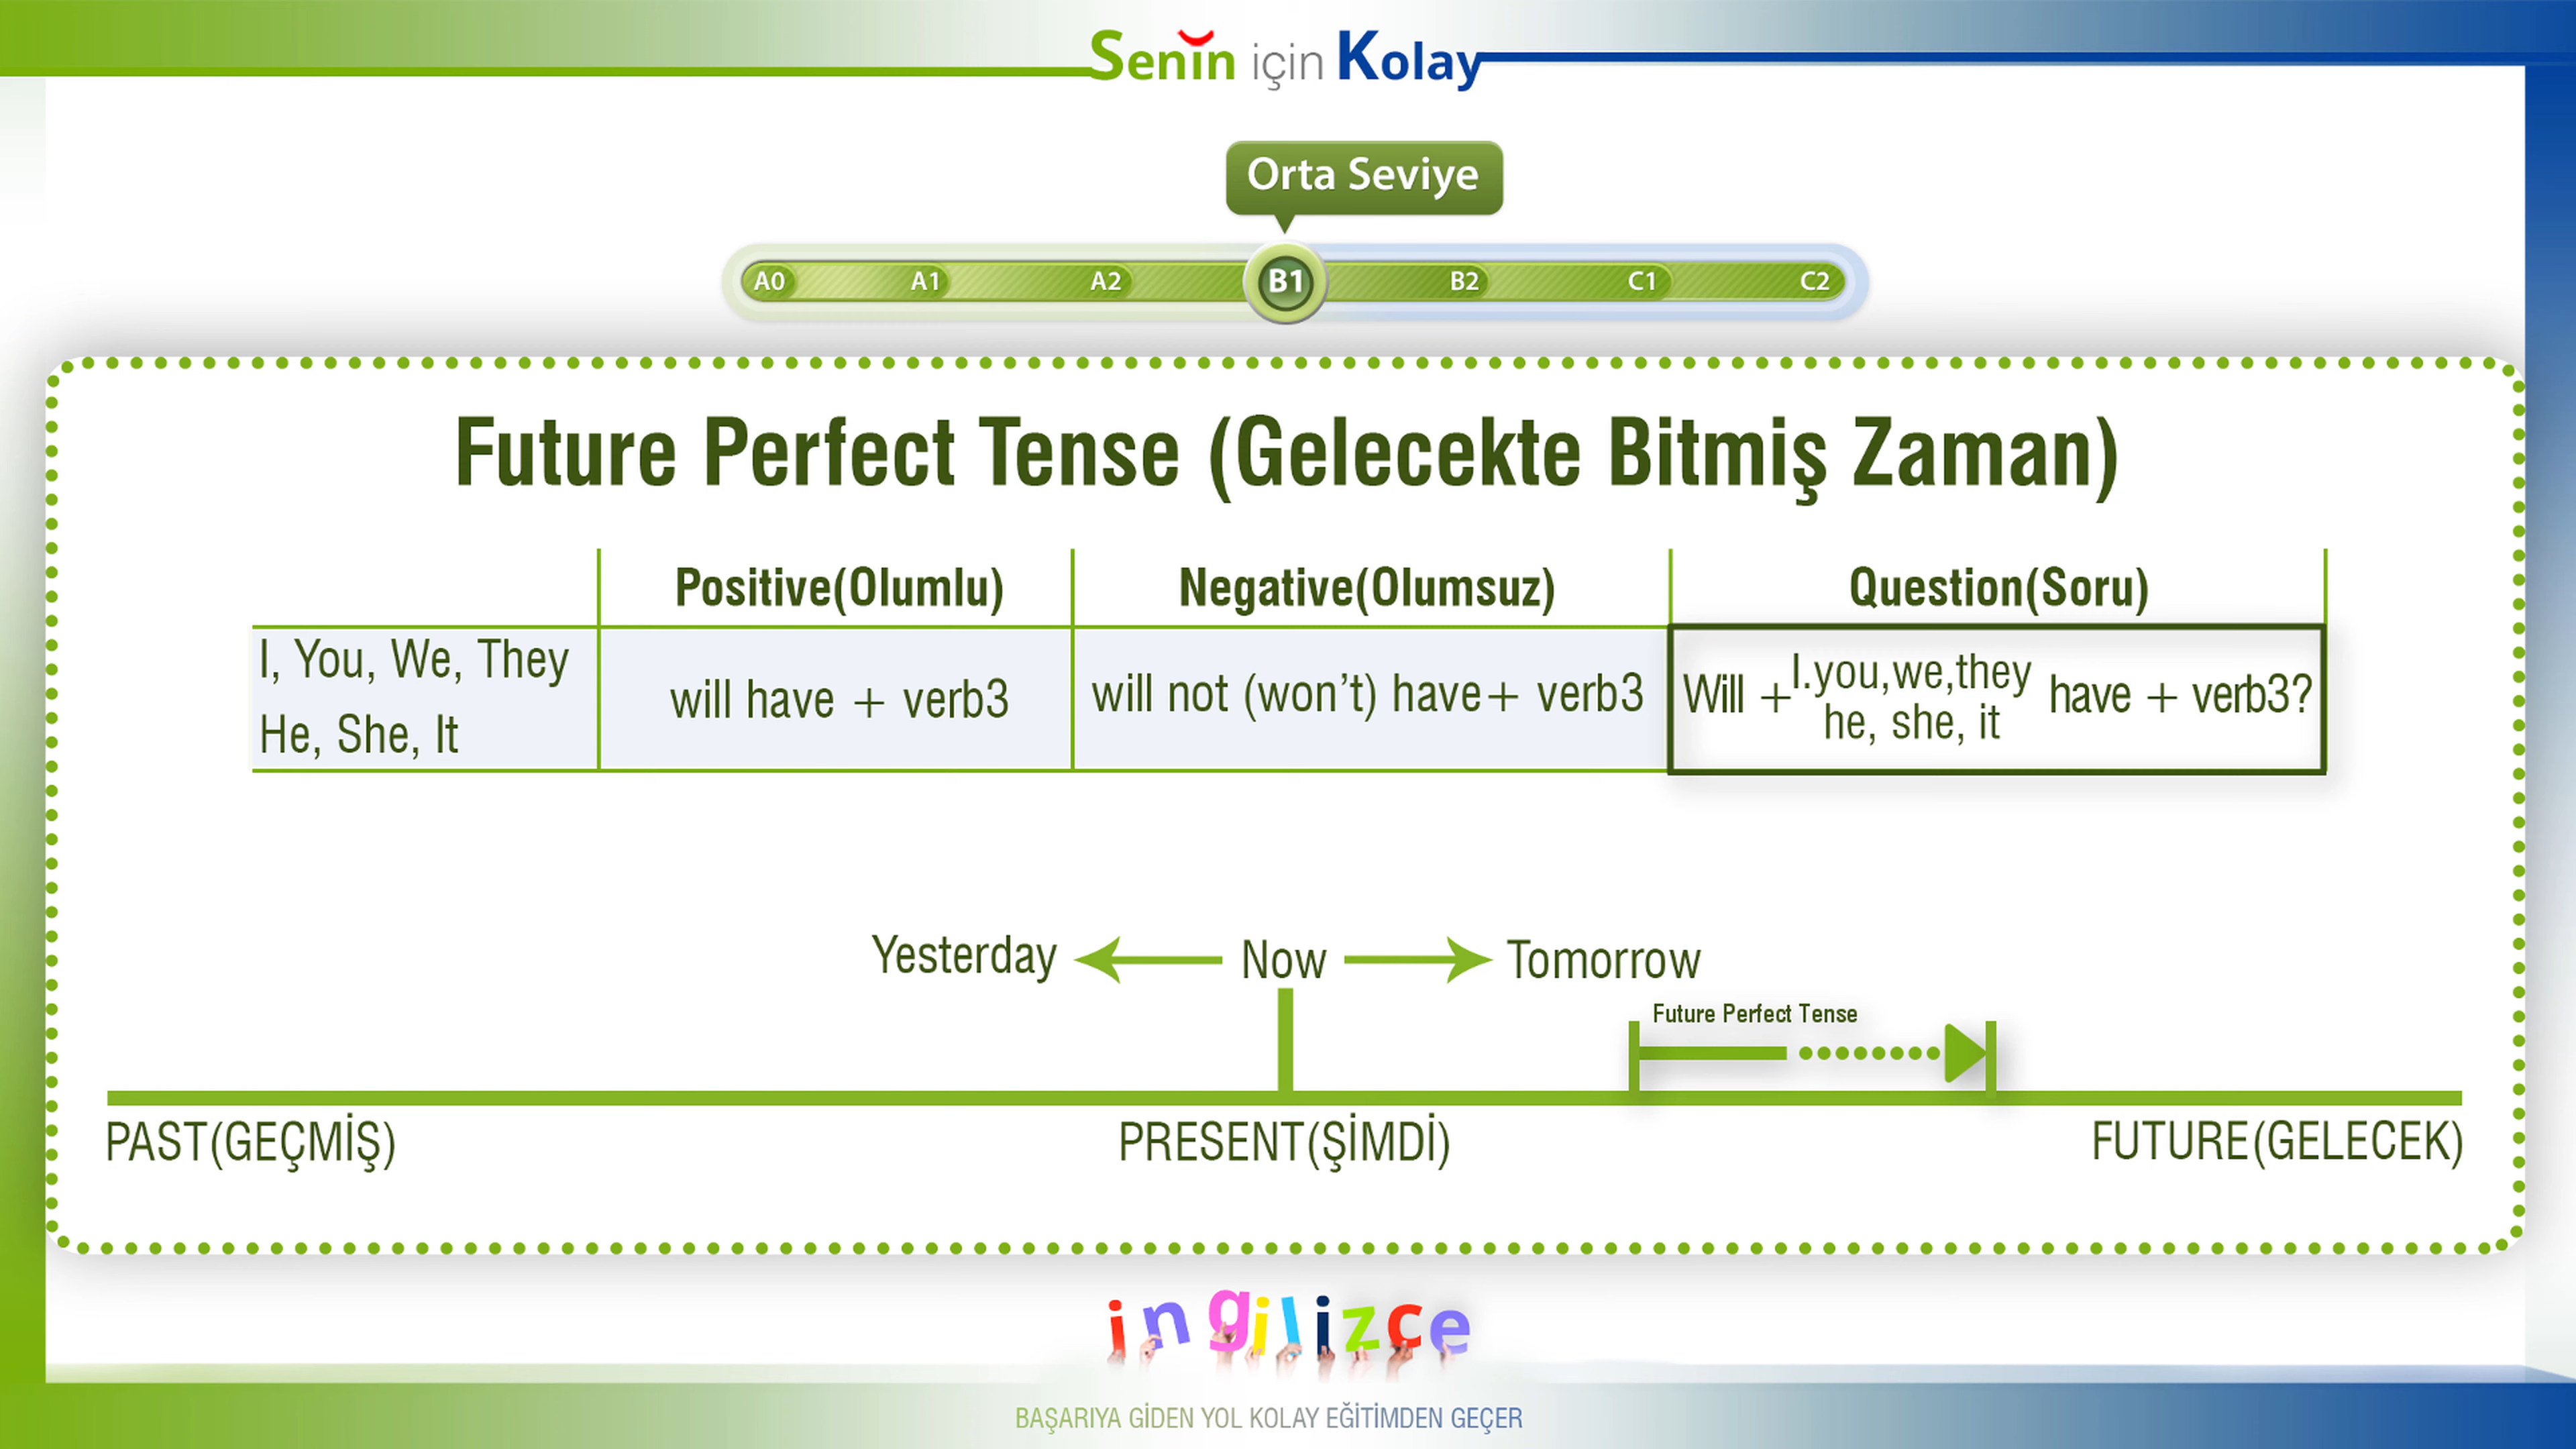 Senin için Kolay
Orta Seviye
A0 A1 A2 B1 B2 C1 C2
Future Perfect Tense (Gelecekte Bitmiş Zaman)
Positive(Olumlu) Negative(Olumsuz) Question(Soru)
I, You, We, They
He, She, It
will have + verb3
will not (won't) have+ verb3
Will + I.you,we,they have + verb3?
he, she, it
Yesterday Now Tomorrow
Future Perfect Tense
PAST(GEÇMİŞ) PRESENT(ŞİMDİ) FUTURE(GELECEK)
ingilizce
BAŞARIYA GİDEN YOL KOLAY EĞİTİMDEN GEÇER